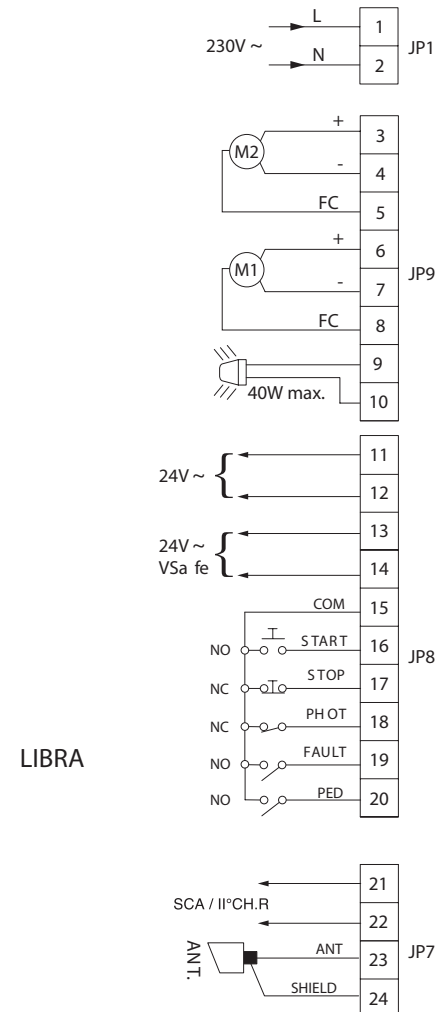 L 1
230V ~ JP1
N 2
+ 3
M2
- 4
FC 5
+ 6
M1 JP9
- 7
FC 8
9
40W max. 10
11
24V ~ {
12
13
24V ~ {
VSa fe 14
COM 15
NO START 16
JP8
NC STOP 17
NC PHOT 18
LIBRA NO FAULT 19
NO PED 20
21
SCA / II°CH.R
22
ANT. ANT 23 JP7
SHIELD 24